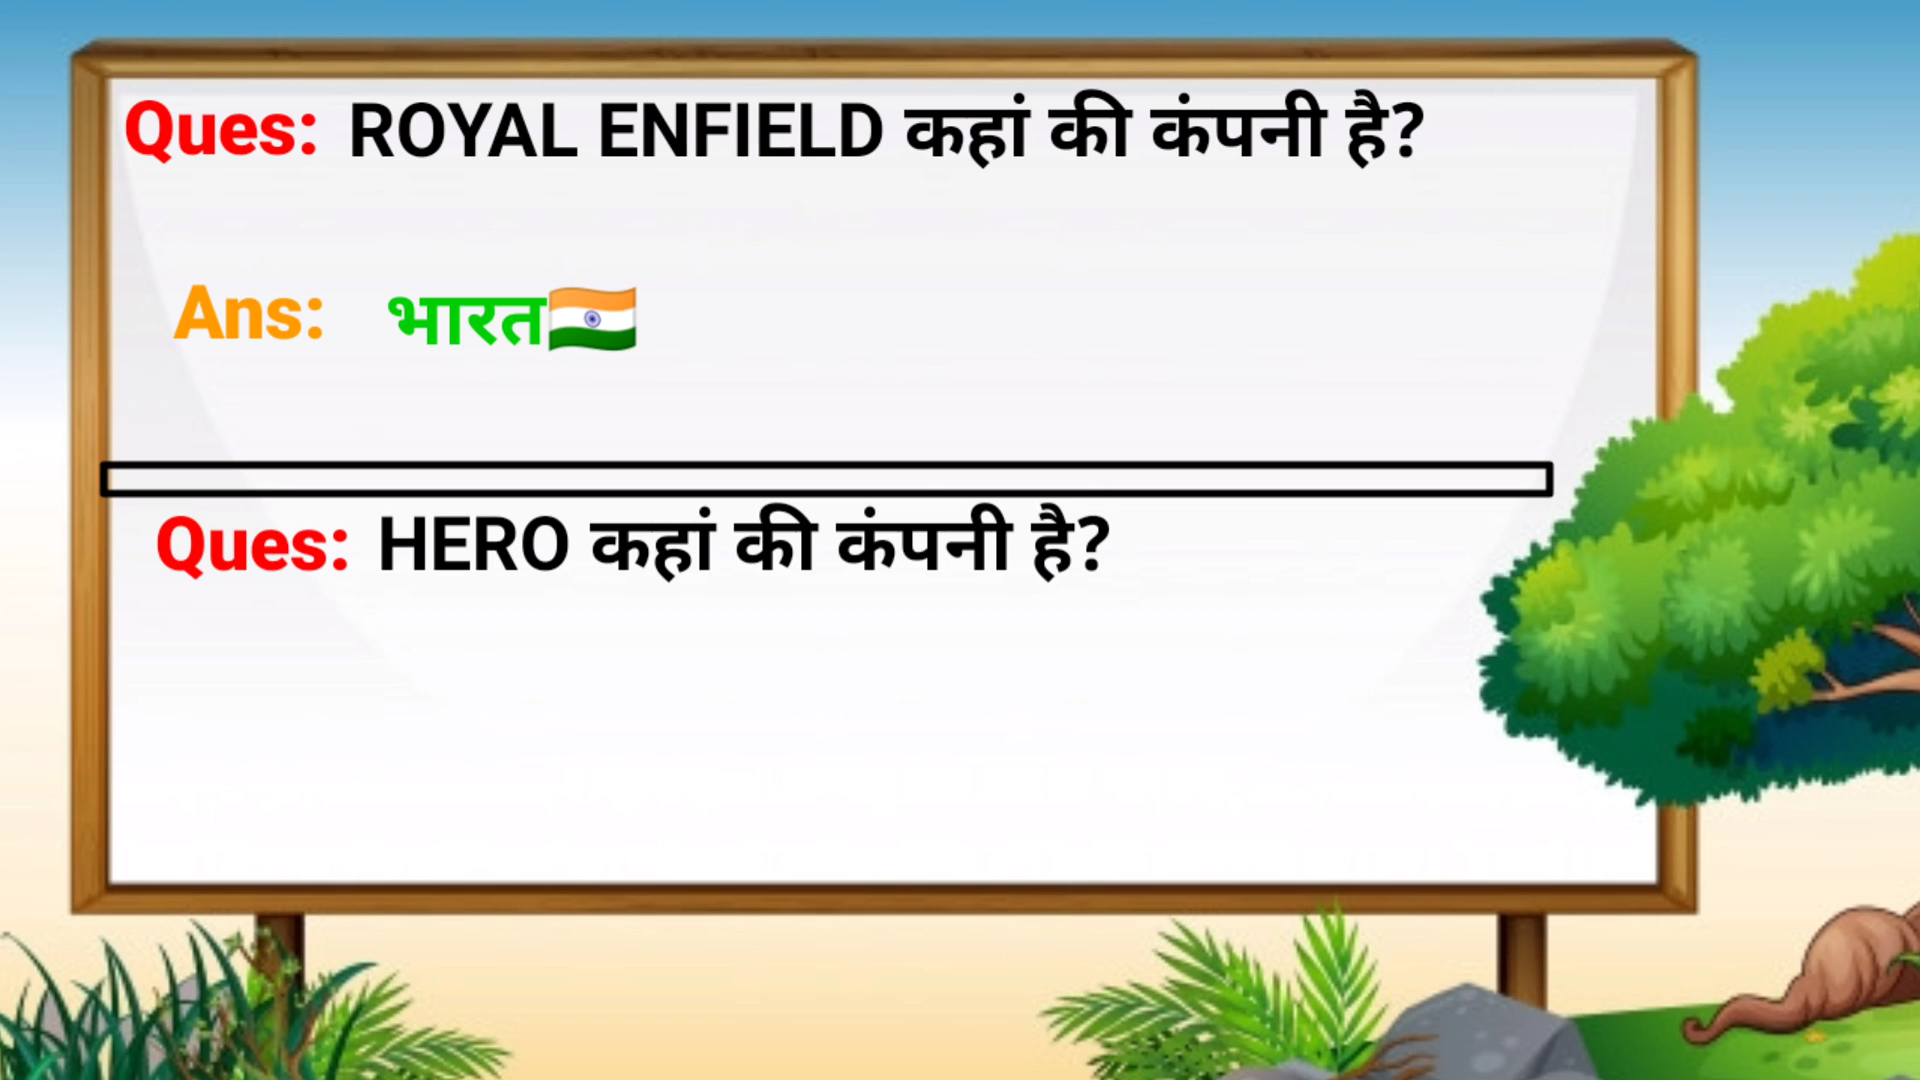 Ques: ROYAL ENFIELD कहां की कंपनी है?
Ans: भारत🇮🇳
Ques: HERO कहां की कंपनी है?